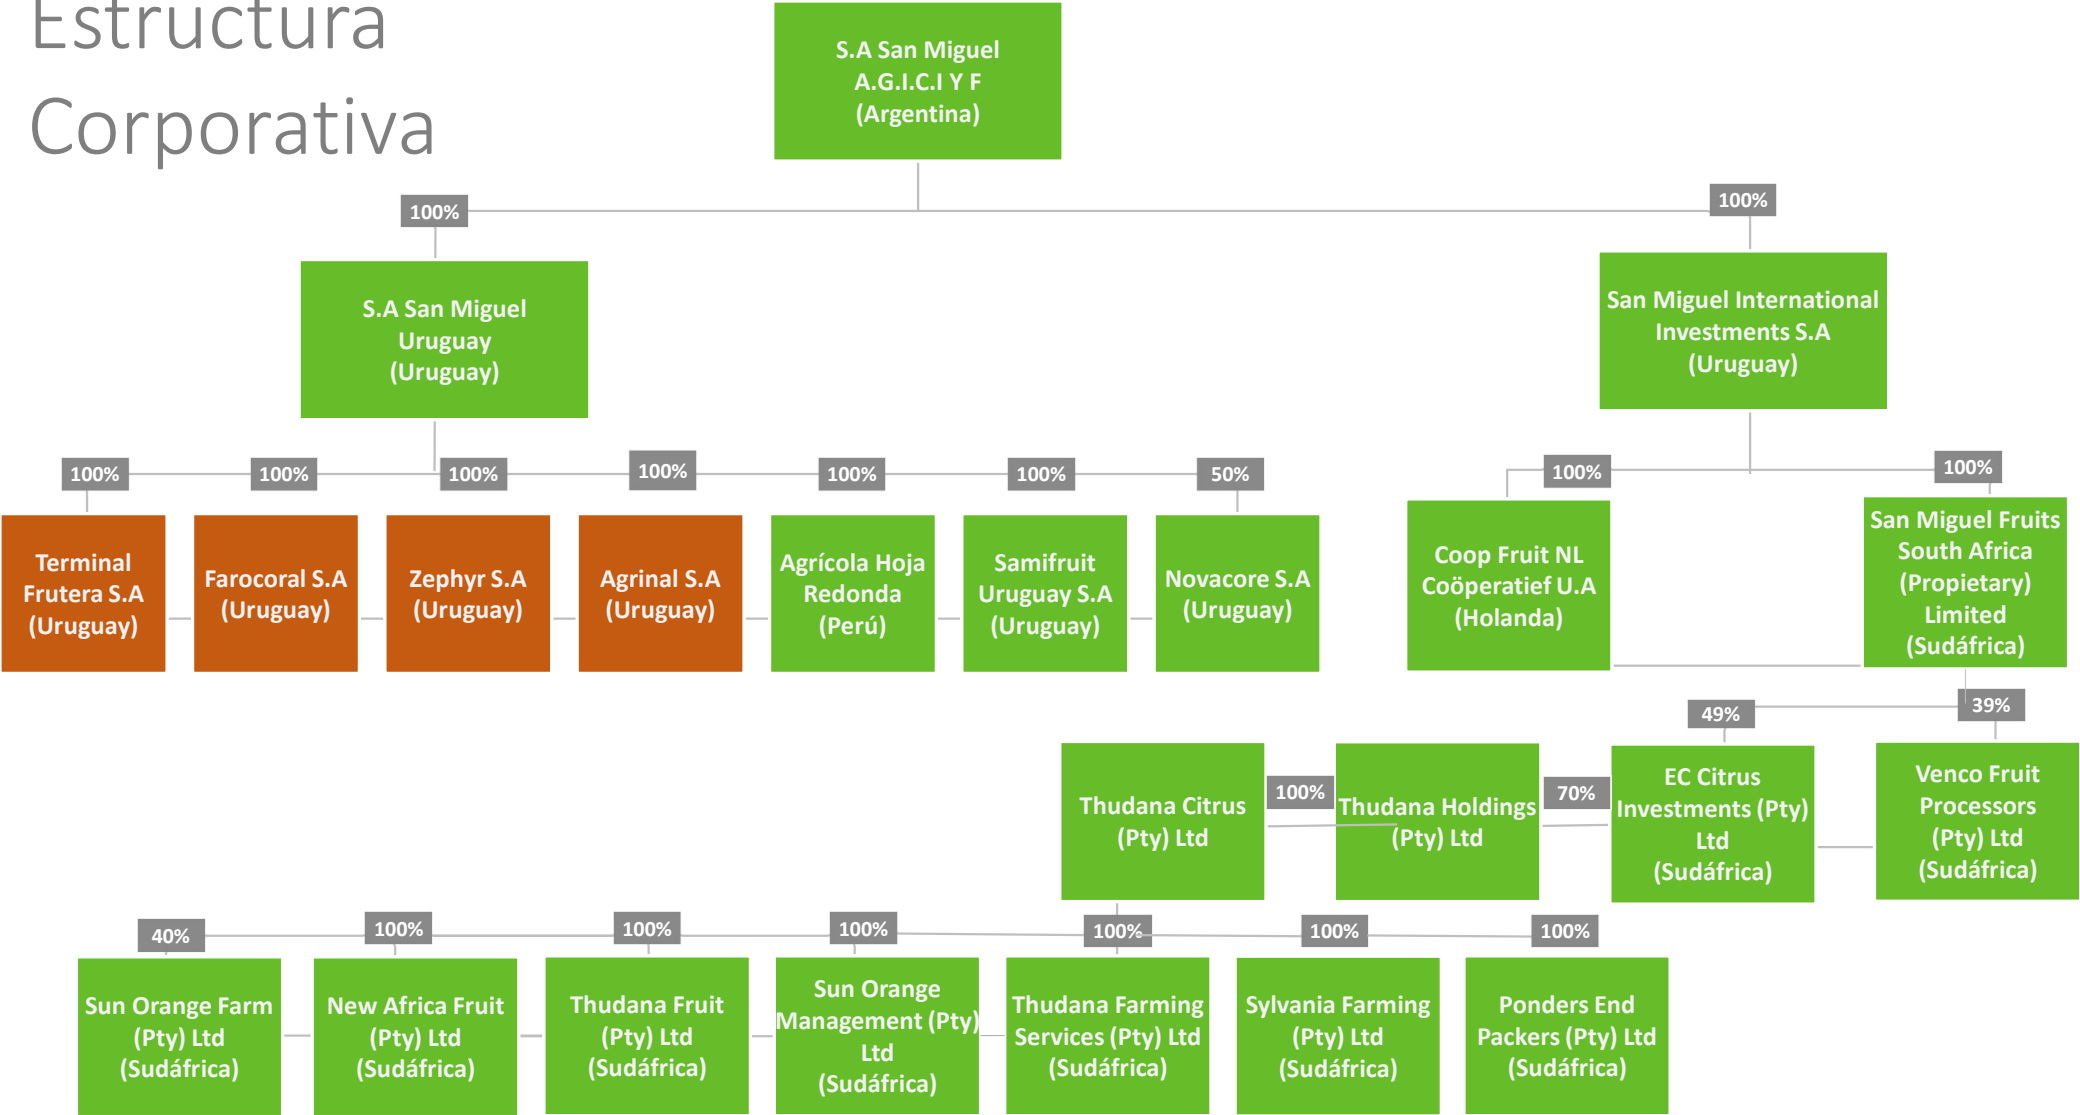 Estructura
Corporativa
S.A San Miguel
A.G.I.C.I Y F
(Argentina)
100%
100%
S.A San Miguel
Uruguay
(Uruguay)
San Miguel International
Investments S.A
(Uruguay)
100%
100%
100%
100%
100%
100%
50%
100%
100%
Terminal
Frutera S.A
(Uruguay)
Farocoral S.A
(Uruguay)
Zephyr S.A
(Uruguay)
Agrinal S.A
(Uruguay)
Agrícola Hoja
Redonda
(Perú)
Samifruit
Uruguay S.A
(Uruguay)
Novacore S.A
(Uruguay)
Coop Fruit NL
Coöperatief U.A
(Holanda)
San Miguel Fruits
South Africa
(Propietary)
Limited
(Sudáfrica)
49%
39%
Thudana Citrus
(Pty) Ltd
100%
Thudana Holdings
(Pty) Ltd
70%
EC Citrus
Investments (Pty)
Ltd
(Sudáfrica)
Venco Fruit
Processors
(Pty) Ltd
(Sudáfrica)
40%
100%
100%
100%
100%
100%
100%
Sun Orange Farm
(Pty) Ltd
(Sudáfrica)
New Africa Fruit
(Pty) Ltd
(Sudáfrica)
Thudana Fruit
(Pty) Ltd
(Sudáfrica)
Sun Orange
Management (Pty)
Ltd
(Sudáfrica)
Thudana Farming
Services (Pty) Ltd
(Sudáfrica)
Sylvania Farming
(Pty) Ltd
(Sudáfrica)
Ponders End
Packers (Pty) Ltd
(Sudáfrica)